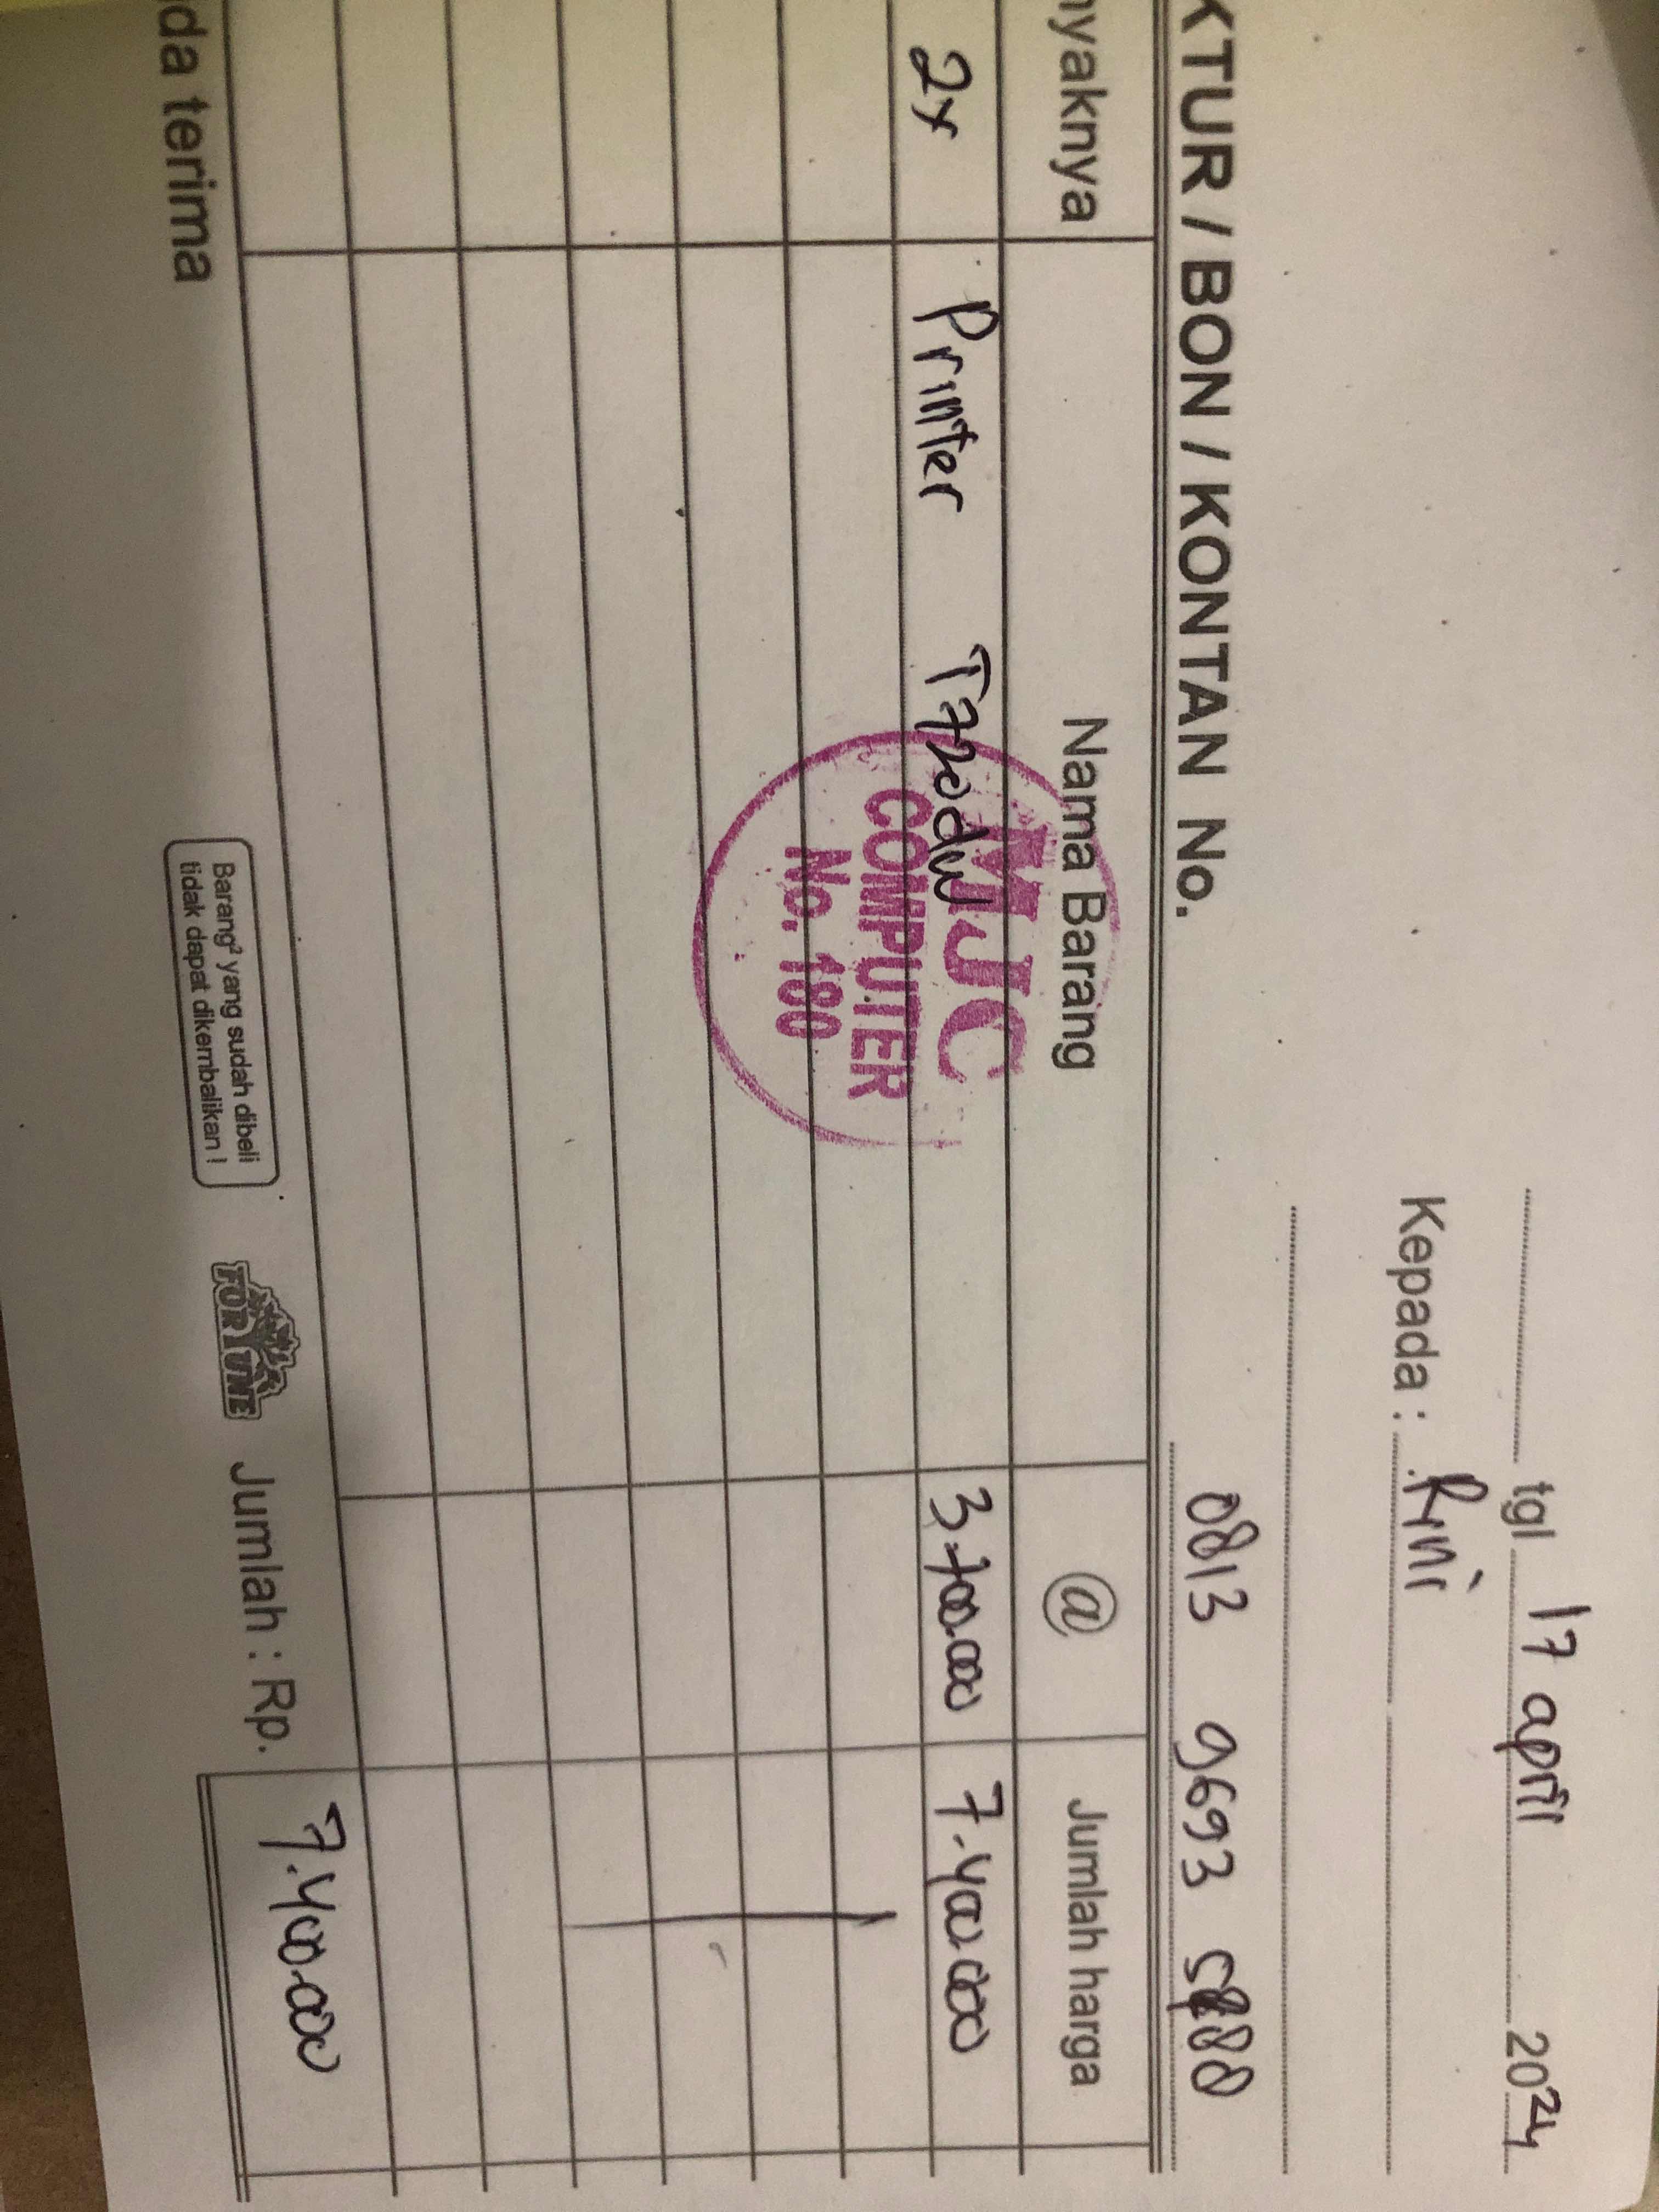 tgl 17 april 2024
Kepada : Rini
KTUR / BON / KONTAN No.
0813 9693 5488
nyaknya Nama Barang @ Jumlah harga
2x Printer T720dw 3.700.000 7.400.000
MJC
COMPUTER
No. 180
7.400.000
Jumlah : Rp.
FORTUNE
Barang² yang sudah dibeli
tidak dapat dikembalikan !
da terima